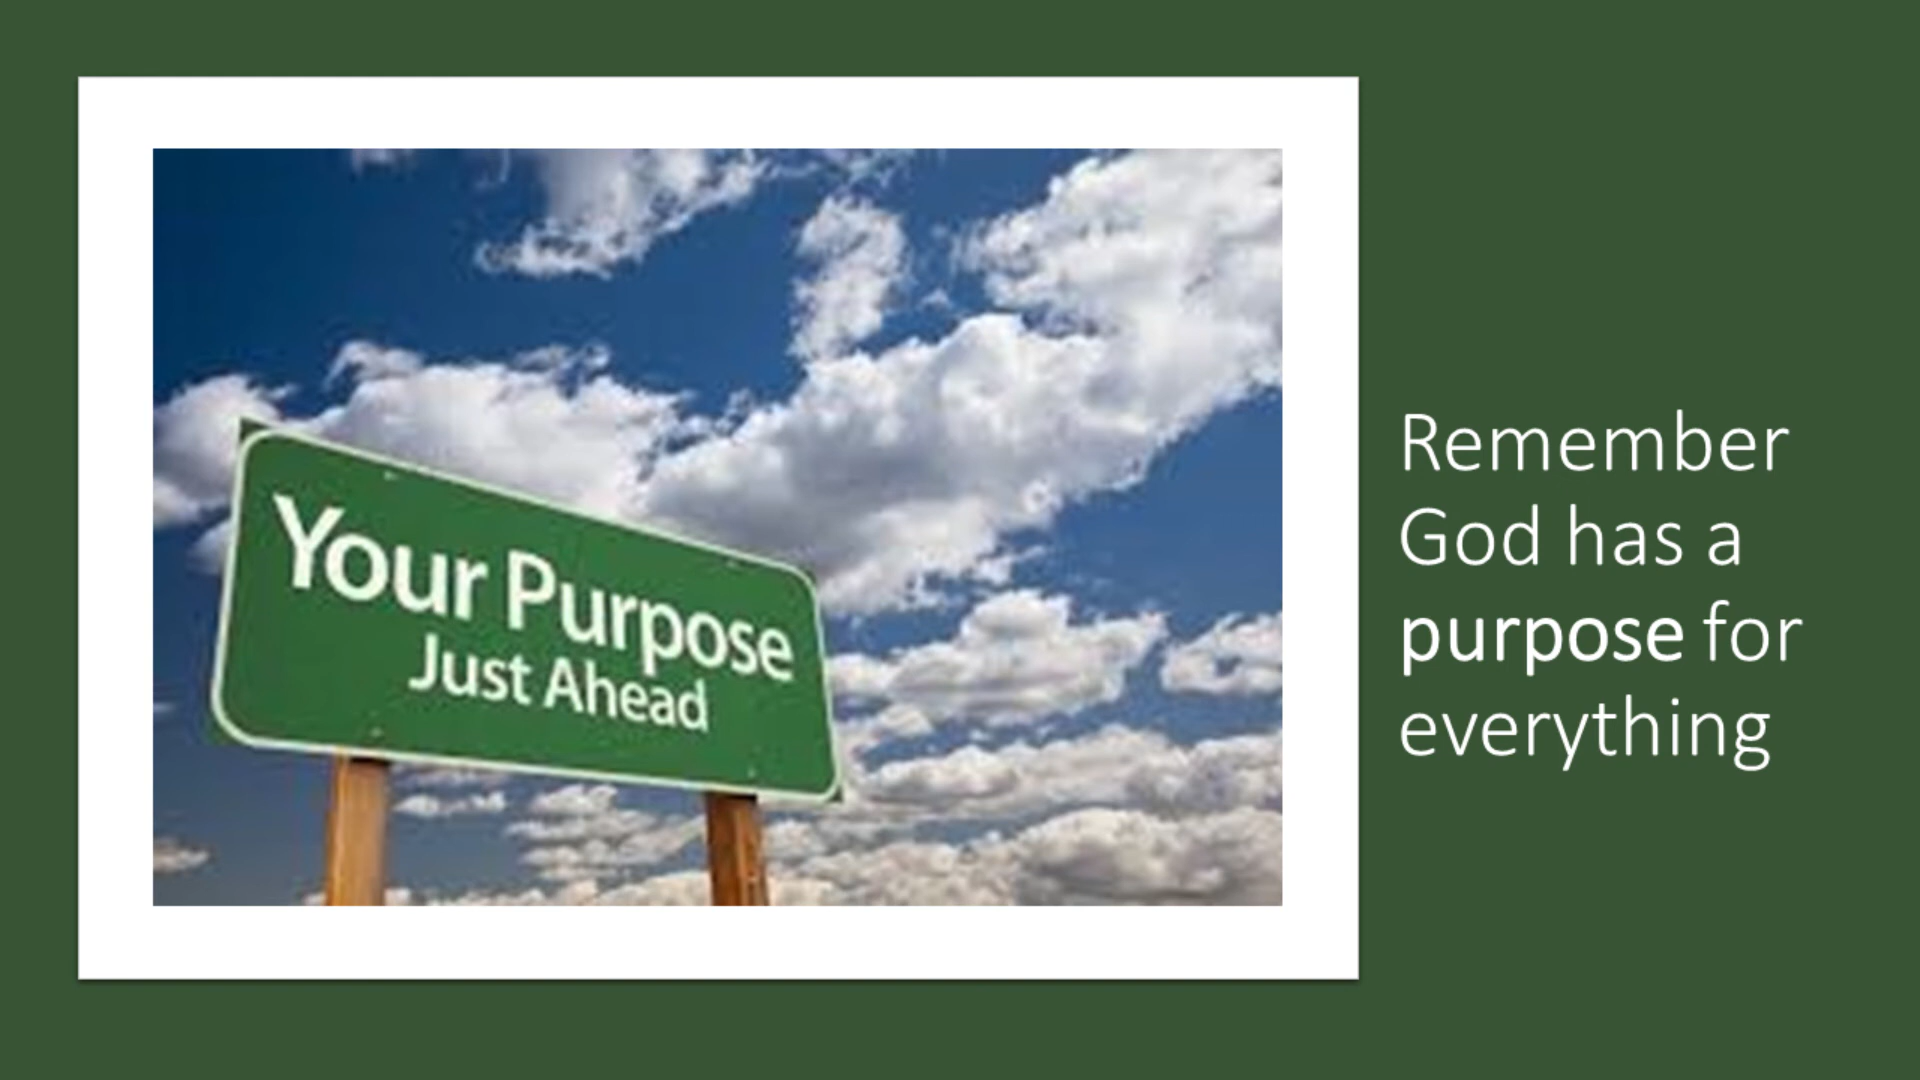 Your Purpose
Just Ahead
Remember
God has a
purpose for
everything